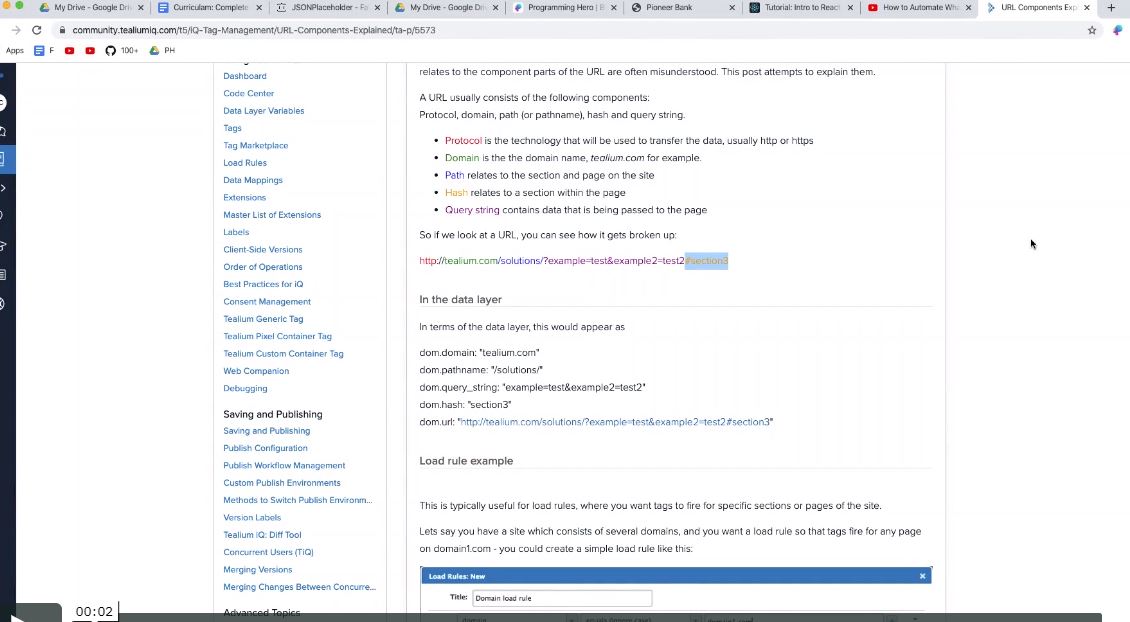 My Drive - Google Driv
Curriculam: Complete
JSONPlaceholder - Fa
My Drive - Google Driv
Programming Hero | B
Pioneer Bank
Tutorial: Intro to React
How to Automate Wha
URL Components Exp
community.tealiumiq.com/t5/iQ-Tag-Management/URL-Components-Explained/ta-p/5573
Apps
F
100+
PH
Dashboard
Code Center
Data Layer Variables
Tags
Tag Marketplace
Load Rules
Data Mappings
Extensions
Master List of Extensions
Labels
Client-Side Versions
Order of Operations
Best Practices for iQ
Consent Management
Tealium Generic Tag
Tealium Pixel Container Tag
Tealium Custom Container Tag
Web Companion
Debugging
Saving and Publishing
Saving and Publishing
Publish Configuration
Publish Workflow Management
Custom Publish Environments
Methods to Switch Publish Environm...
Version Labels
Tealium iQ: Diff Tool
Concurrent Users (TiQ)
Merging Versions
Merging Changes Between Concurre...
Advanced Topics
relates to the component parts of the URL are often misunderstood. This post attempts to explain them.
A URL usually consists of the following components:
Protocol, domain, path (or pathname), hash and query string.
• Protocol is the technology that will be used to transfer the data, usually http or https
• Domain is the the domain name, tealium.com for example.
• Path relates to the section and page on the site
• Hash relates to a section within the page
• Query string contains data that is being passed to the page
So if we look at a URL, you can see how it gets broken up:
http://tealium.com/solutions/?example=test&example2=test2#section3
In the data layer
In terms of the data layer, this would appear as
dom.domain: "tealium.com"
dom.pathname: "/solutions/"
dom.query_string: "example=test&example2=test2"
dom.hash: "section3"
dom.url: "http://tealium.com/solutions/?example=test&example2=test2#section3"
Load rule example
This is typically useful for load rules, where you want tags to fire for specific sections or pages of the site.
Lets say you have a site which consists of several domains, and you want a load rule so that tags fire for any page
on domain1.com - you could create a simple load rule like this:
Load Rules: New
Title: Domain load rule
00:02